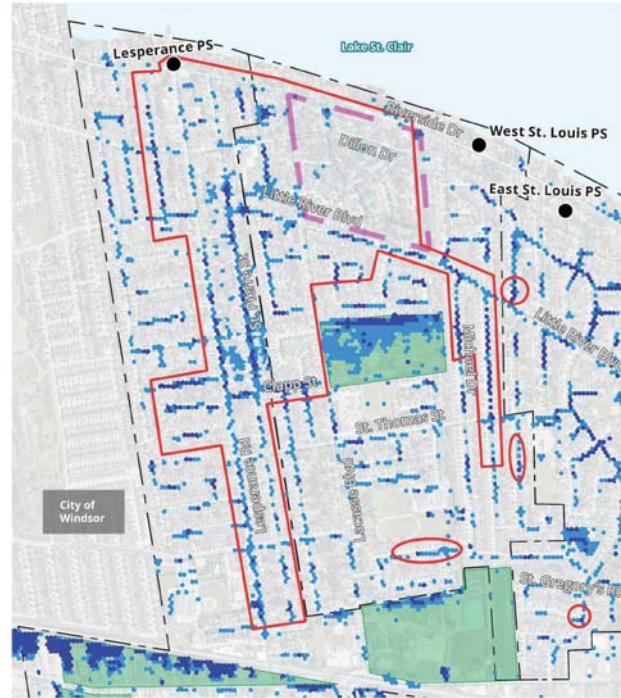 Lesperance PS
Lake St. Clair
Riverside Dr
West St. Louis PS
Dillon Dr
East St. Louis PS
Little River Blvd
St. Pierre St
Little River Blvd
Michael Dr
Clapp St
St. Thomas St
Lesperance Rd
Lacasse Blvd
City of
Windsor
St. Gregory's Rd